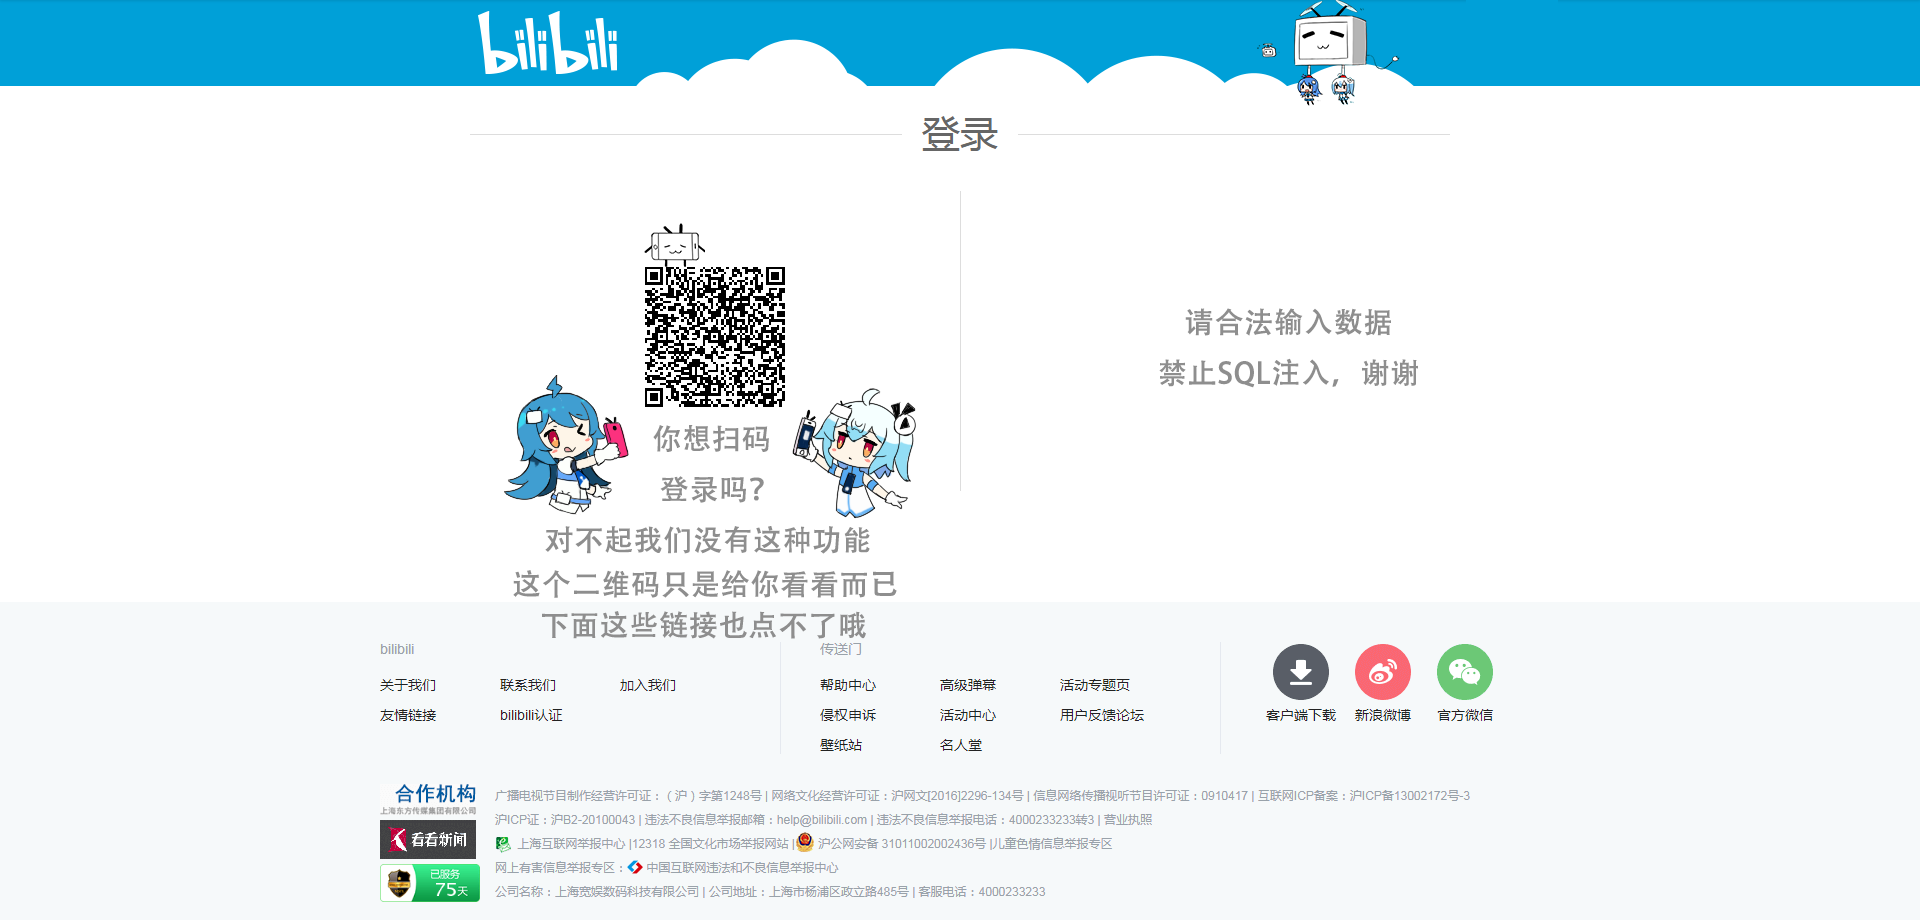 bilibili
登录
你想扫码
登录吗？
对不起我们没有这种功能
这个二维码只是给你看看而已
下面这些链接也点不了哦
请合法输入数据
禁止SQL注入，谢谢
bilibili
关于我们 联系我们 加入我们
友情链接 bilibili认证
传送门
帮助中心 高级弹幕 活动专题页
侵权申诉 活动中心 用户反馈论坛
壁纸站 名人堂
客户端下载 新浪微博 官方微信
合作机构
上海东方传媒集团有限公司
看看新闻
已服务
75天
广播电视节目制作经营许可证：（沪）字第1248号 | 网络文化经营许可证：沪网文[2016]2296-134号 | 信息网络传播视听节目许可证：0910417 | 互联网ICP备案：沪ICP备13002172号-3
沪ICP证：沪B2-20100043 | 违法不良信息举报邮箱：help@bilibili.com | 违法不良信息举报电话：4000233233转3 | 营业执照
上海互联网举报中心 |12318 全国文化市场举报网站 | 沪公网安备 31011002002436号 |儿童色情信息举报专区
网上有害信息举报专区： 中国互联网违法和不良信息举报中心
公司名称：上海宽娱数码科技有限公司 | 公司地址：上海市杨浦区政立路485号 | 客服电话：4000233233